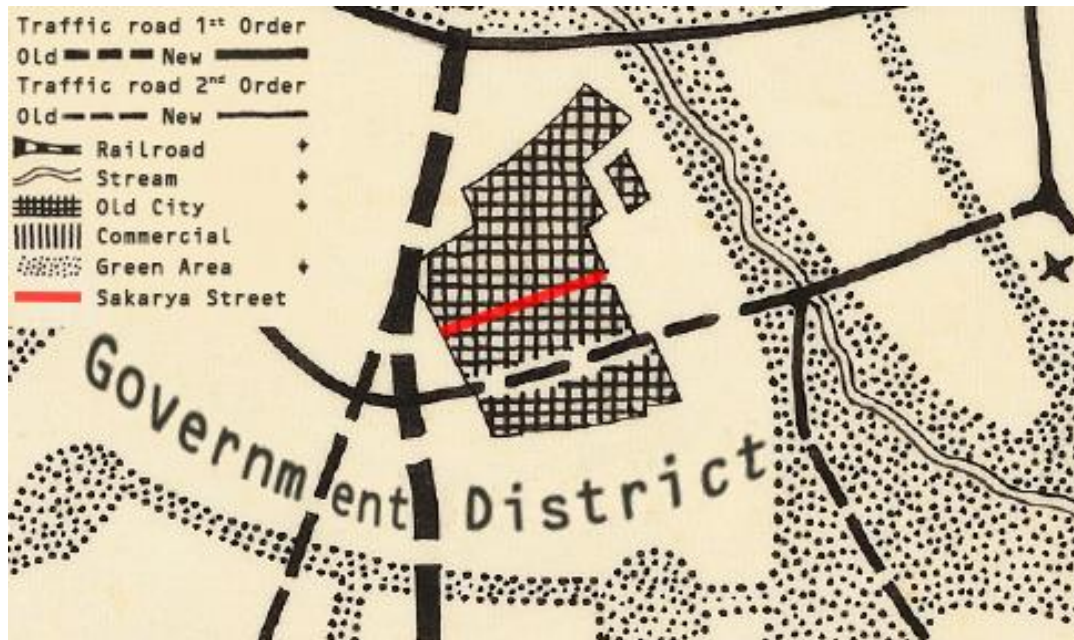 Traffic road 1st Order
Old New
Traffic road 2nd Order
Old New
Railroad
Stream
Old City
Commercial
Green Area
Sakarya Street
Government District